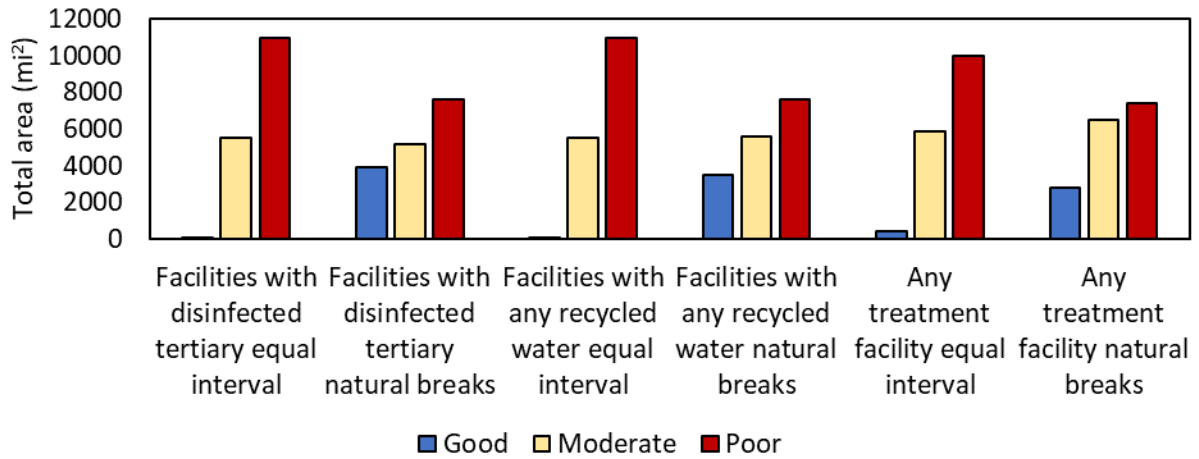 Total area (mi²)
12000
10000
8000
6000
4000
2000
0
Facilities with
disinfected
tertiary equal
interval
Facilities with
disinfected
tertiary
natural breaks
Facilities with
any recycled
water equal
interval
Facilities with
any recycled
water natural
breaks
Any
treatment
facility equal
interval
Any
treatment
facility natural
breaks
Good Moderate Poor